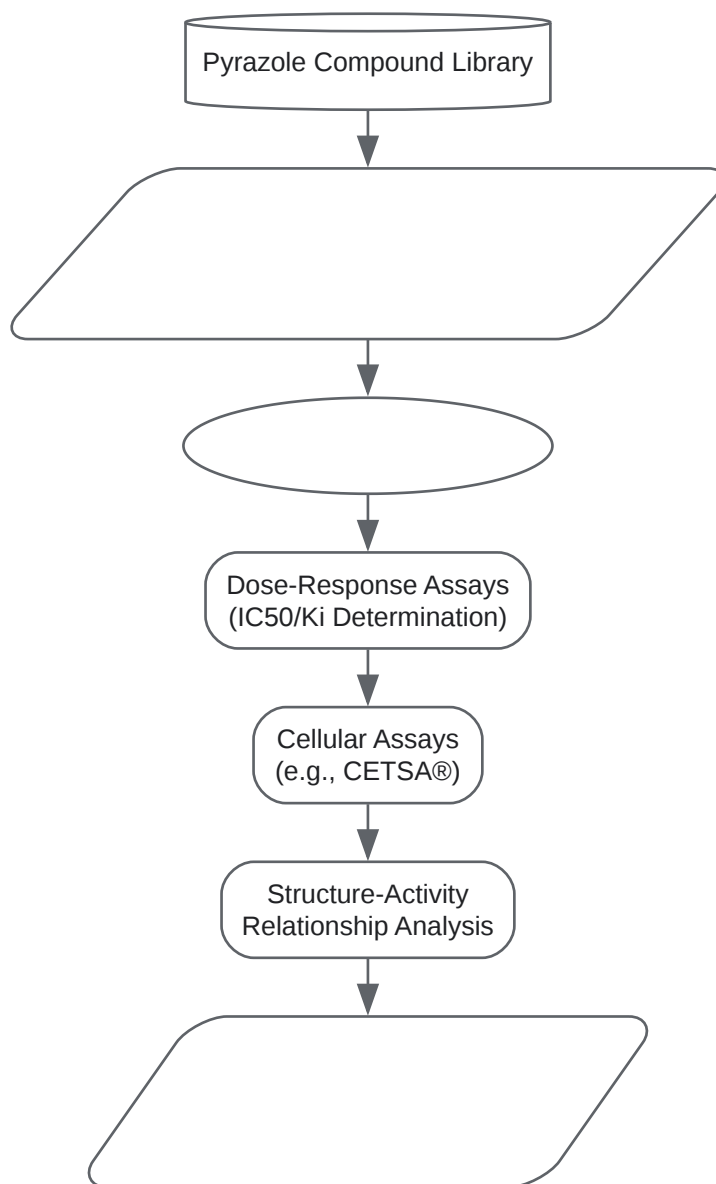 Pyrazole Compound Library
Dose-Response Assays
(IC50/Ki Determination)
Cellular Assays
(e.g., CETSA®)
Structure-Activity
Relationship Analysis